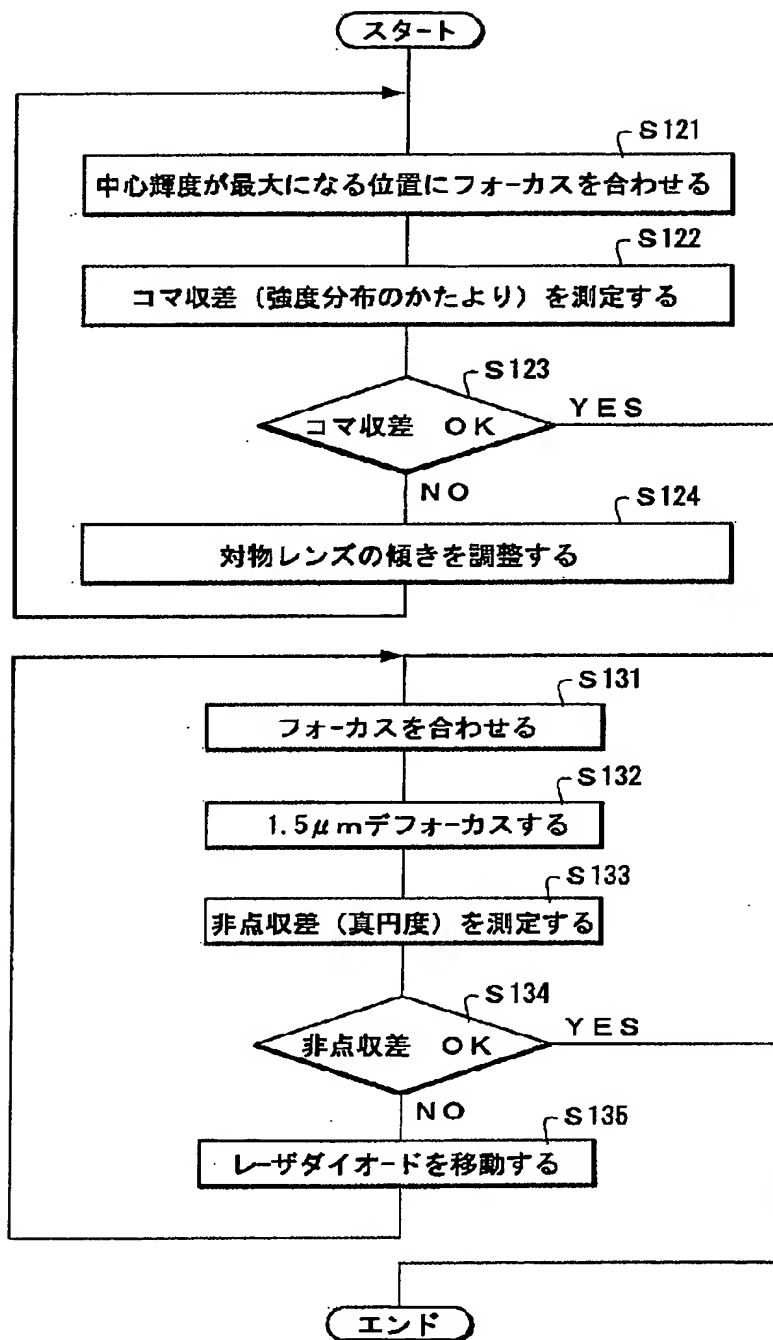 スタート
S121
中心輝度が最大になる位置にフォーカスを合わせる
S122
コマ収差（強度分布のかたより）を測定する
S123
コマ収差 OK
YES
NO
S124
対物レンズの傾きを調整する
S131
フォーカスを合わせる
S132
1.5μmデフォーカスする
S133
非点収差（真円度）を測定する
S134
非点収差 OK
YES
NO
S135
レーザダイオードを移動する
エンド